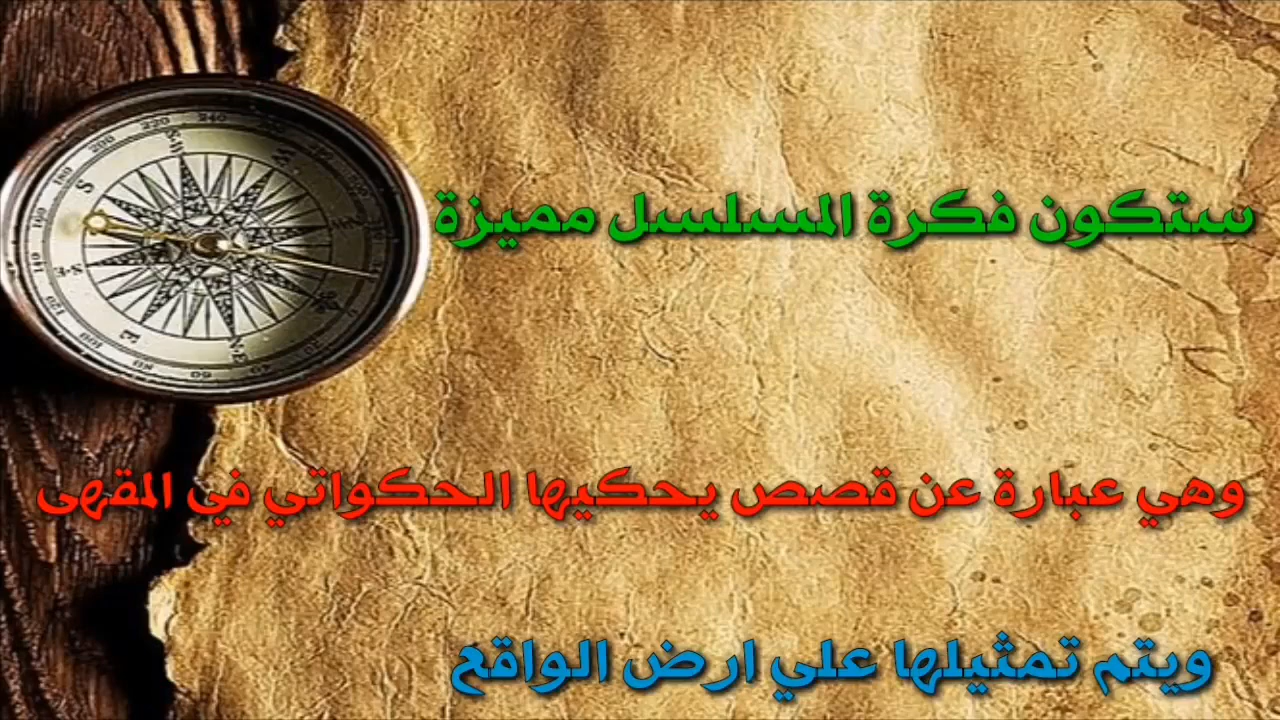 ستكون فكرة المسلسل مميزة
وهي عبارة عن قصص يحكيها الحكواتي في المقهى
ويتم تمثيلها علي ارض الواقع